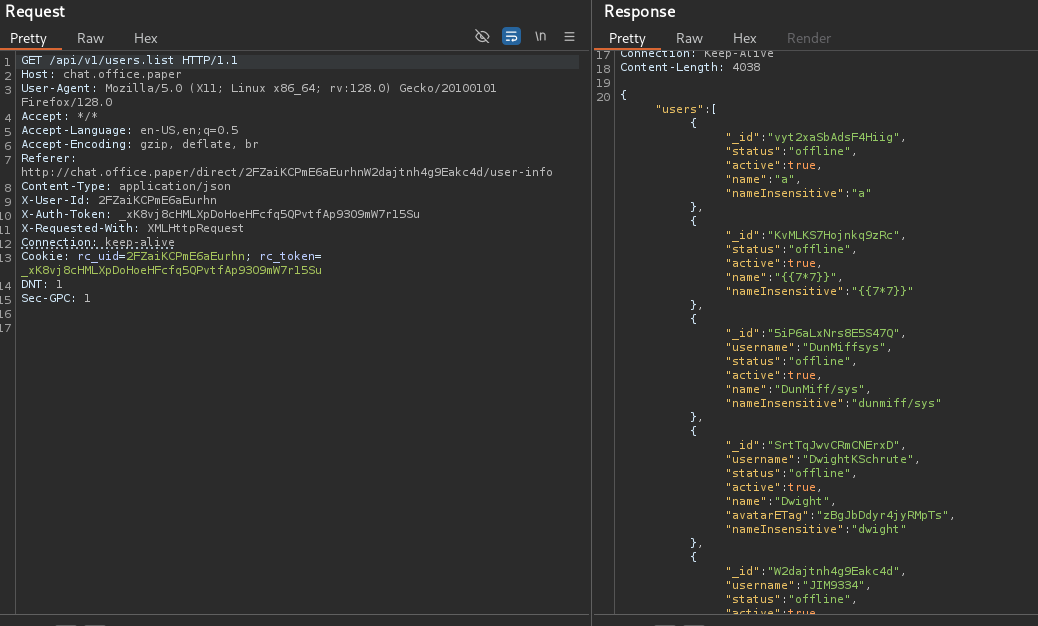 Request
Pretty Raw Hex
\n
1 GET /api/v1/users.list HTTP/1.1
2 Host: chat.office.paper
3 User-Agent: Mozilla/5.0 (X11; Linux x86_64; rv:128.0) Gecko/20100101
Firefox/128.0
4 Accept: */*
5 Accept-Language: en-US,en;q=0.5
6 Accept-Encoding: gzip, deflate, br
7 Referer:
http://chat.office.paper/direct/2FZaiKCPmE6aEurhnW2dajtnh4g9Eakc4d/user-info
8 Content-Type: application/json
9 X-User-Id: 2FZaiKCPmE6aEurhn
10 X-Auth-Token: _xK8vj8cHMLXpDoHoeHFcfq5QPvtfAp93O9mW7r15Su
11 X-Requested-With: XMLHttpRequest
12 Connection: keep-alive
13 Cookie: rc_uid=2FZaiKCPmE6aEurhn; rc_token=
_xK8vj8cHMLXpDoHoeHFcfq5QPvtfAp93O9mW7r15Su
14 DNT: 1
15 Sec-GPC: 1
16
17
Response
Pretty Raw Hex Render
17 Connection: Keep-Alive
18 Content-Length: 4038
19
20 {
"users":[
{
"_id":"vyt2xaSbAdsF4Hiig",
"status":"offline",
"active":true,
"name":"a",
"nameInsensitive":"a"
},
{
"_id":"KvMLKS7Hojnkq9zRc",
"status":"offline",
"active":true,
"name":"{{7*7}}",
"nameInsensitive":"{{7*7}}"
},
{
"_id":"5iP6aLxNrs8E5S47Q",
"username":"DunMiffsys",
"status":"offline",
"active":true,
"name":"DunMiff/sys",
"nameInsensitive":"dunmiff/sys"
},
{
"_id":"SrtTqJwvCRmCNErxD",
"username":"DwightKSchrute",
"status":"offline",
"active":true,
"name":"Dwight",
"avatarETag":"zBgJbDdyr4jyRMpTs",
"nameInsensitive":"dwight"
},
{
"_id":"W2dajtnh4g9Eakc4d",
"username":"JIM9334",
"status":"offline",
"active":true,